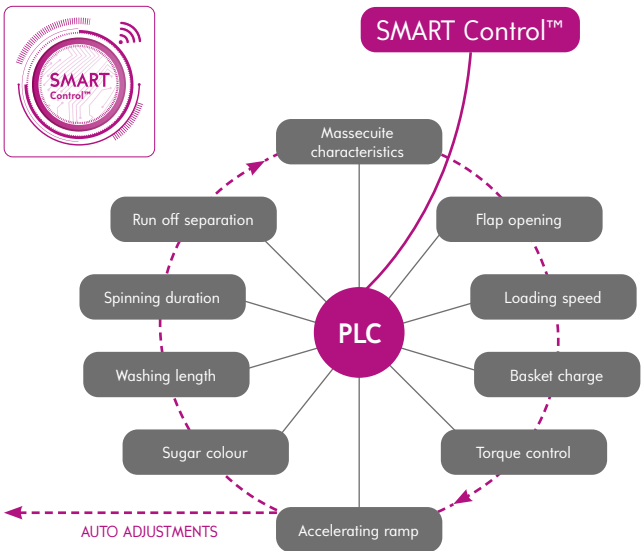 SMART Control™
SMART
Control™
Massecuite
characteristics
Run off separation
Flap opening
Spinning duration
Loading speed
PLC
Washing length
Basket charge
Sugar colour
Torque control
AUTO ADJUSTMENTS
Accelerating ramp